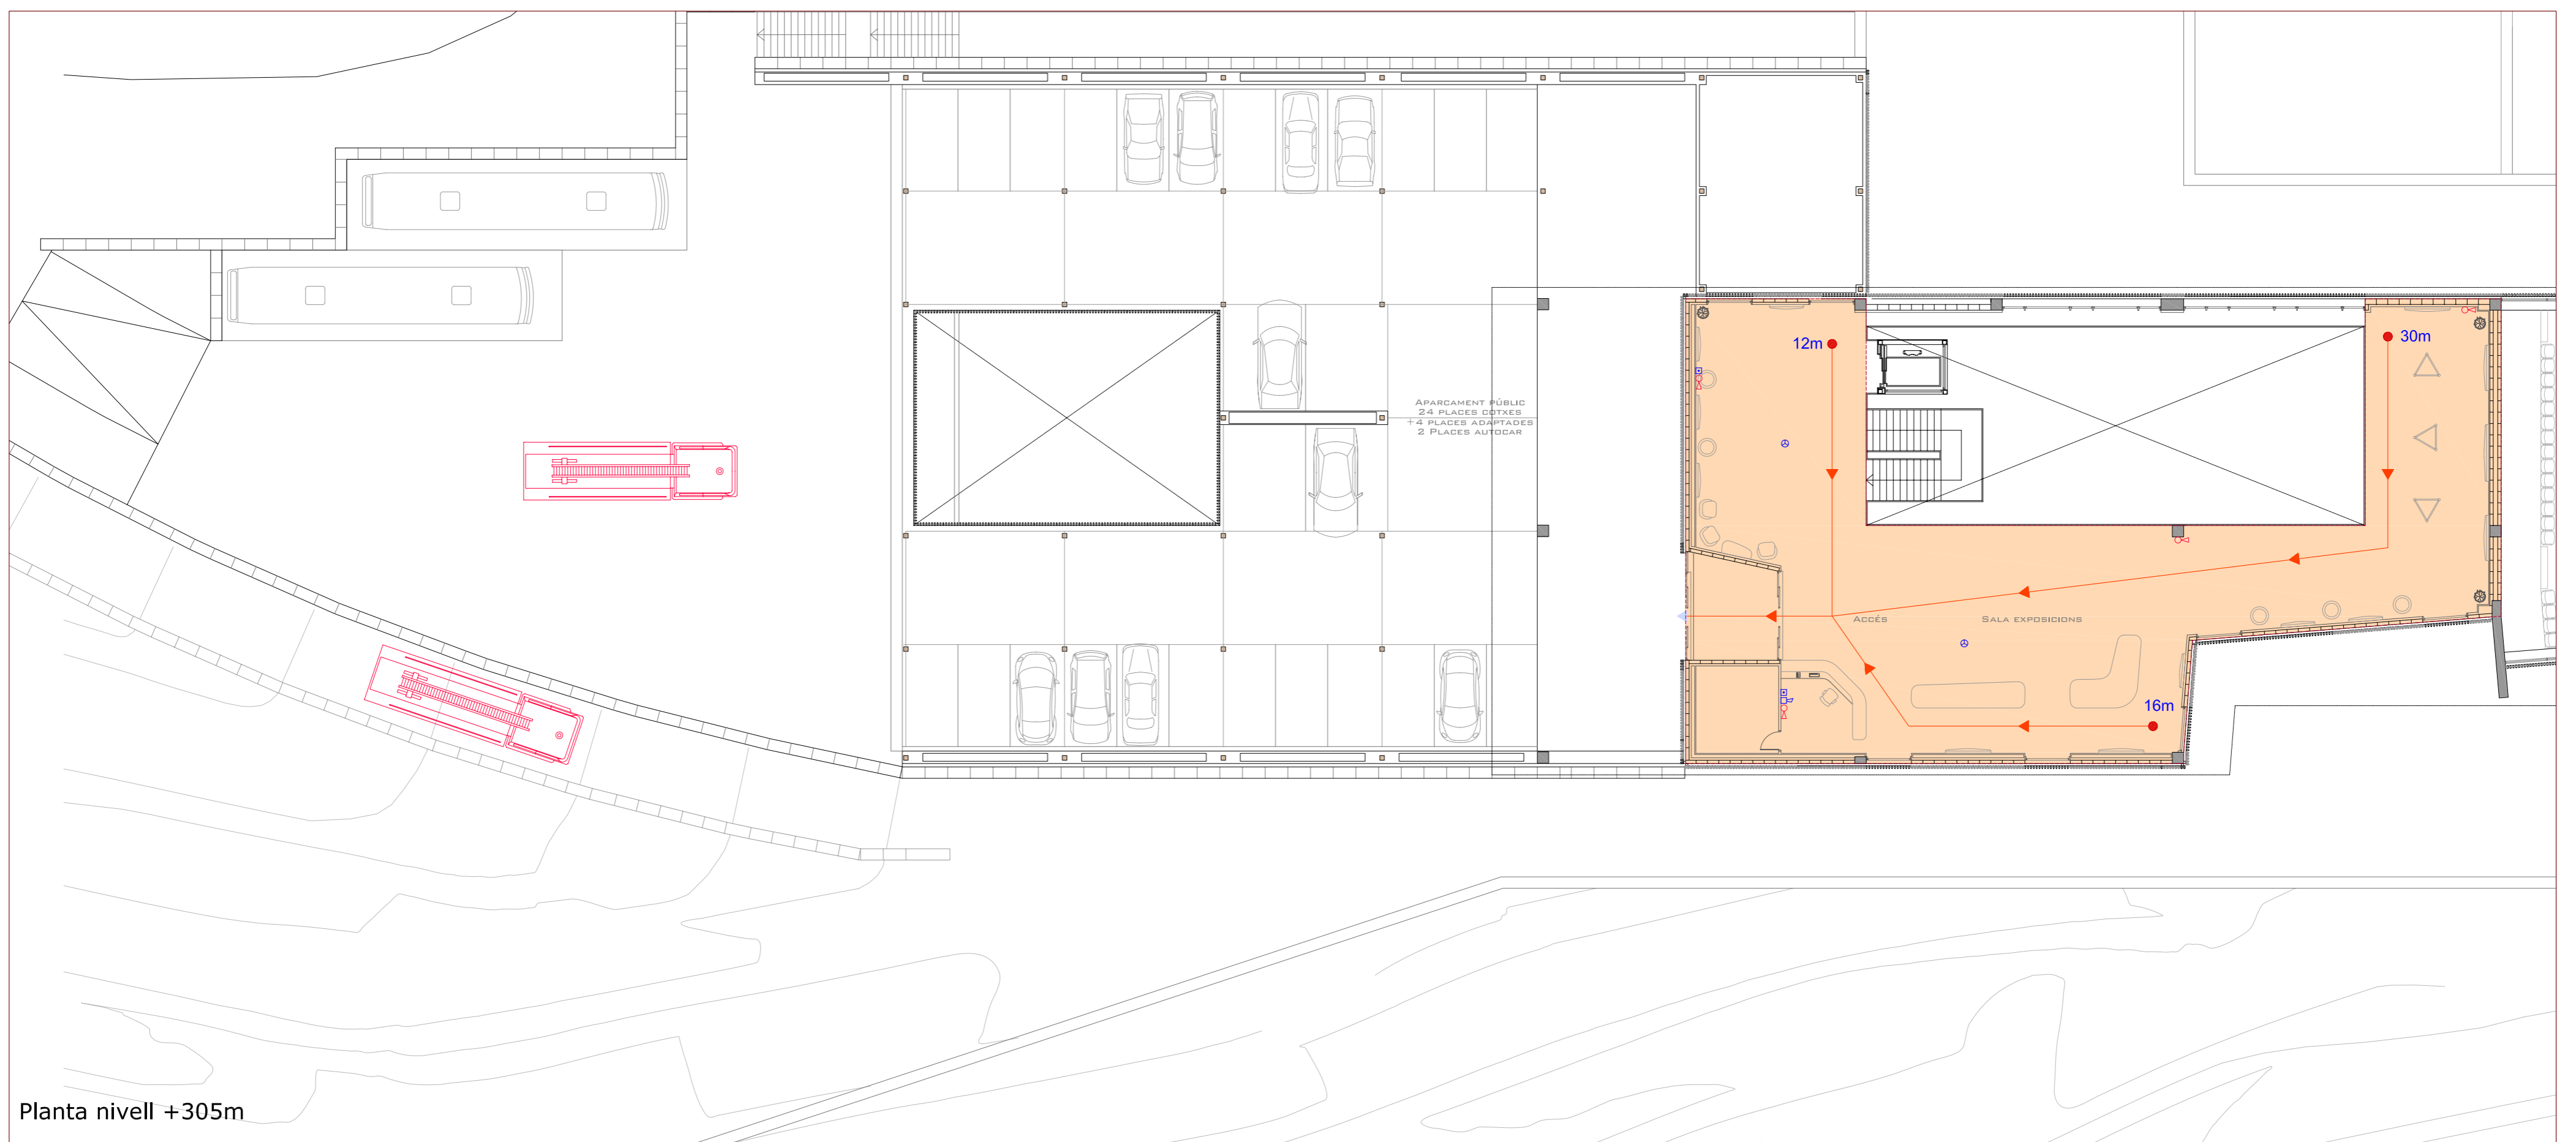 12m
30m
APARCAMENT PÚBLIC
24 PLACES COTXES
+4 PLACES ADAPTADES
2 PLACES AUTOCAR
ACCÉS
SALA EXPOSICIONS
16m
Planta nivell +305m